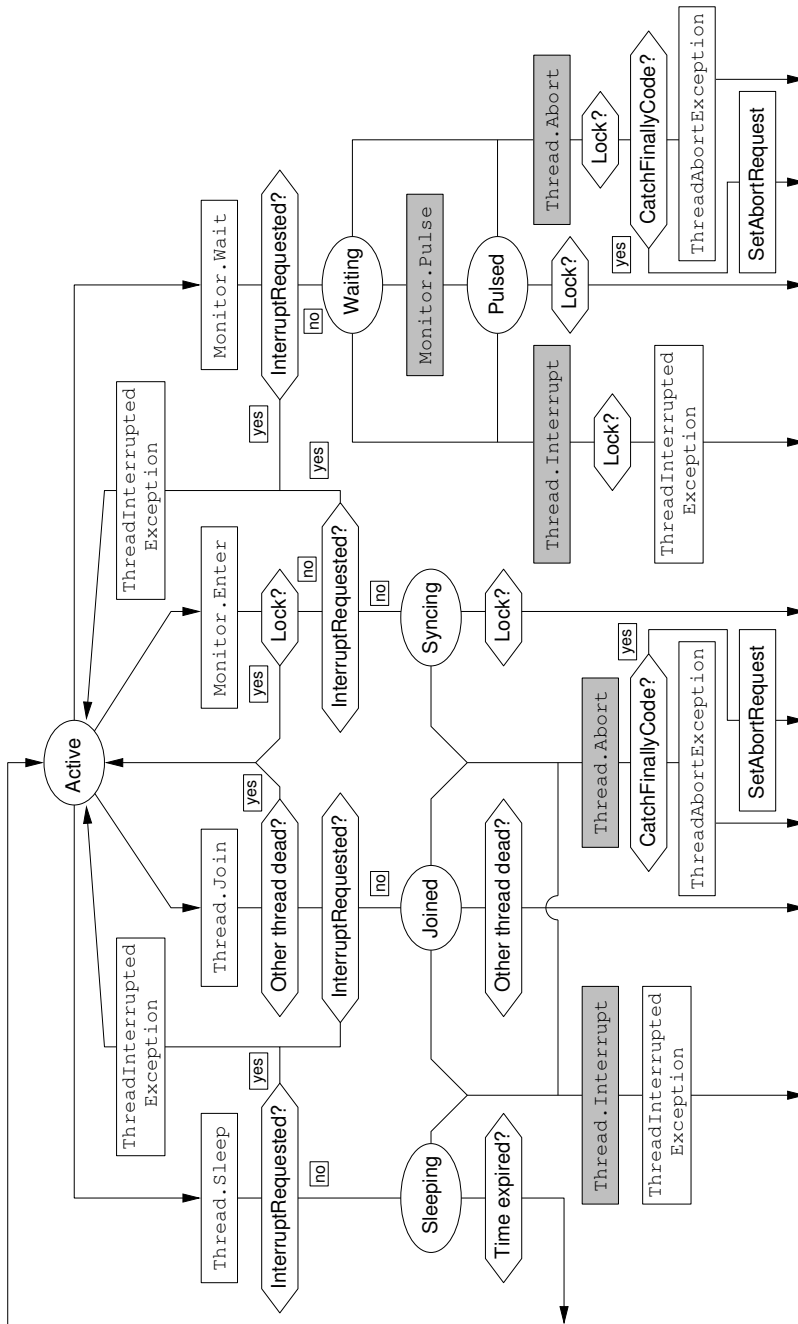 Active
ThreadInterrupted
Exception
ThreadInterrupted
Exception
Thread.Sleep
Thread.Join
Monitor.Enter
Monitor.Wait
InterruptRequested?
yes
Other thread dead?
yes
Lock?
yes
InterruptRequested?
yes
no
InterruptRequested?
no
InterruptRequested?
yes
no
no
no
Sleeping
Joined
Syncing
Waiting
Monitor.Pulse
Time expired?
Other thread dead?
Lock?
Pulsed
Thread.Interrupt
Thread.Abort
Thread.Interrupt
Lock?
Thread.Abort
ThreadInterrupted
Exception
CatchFinallyCode?
yes
Lock?
Lock?
ThreadAbortException
ThreadInterrupted
Exception
CatchFinallyCode?
yes
SetAbortRequest
ThreadAbortException
SetAbortRequest